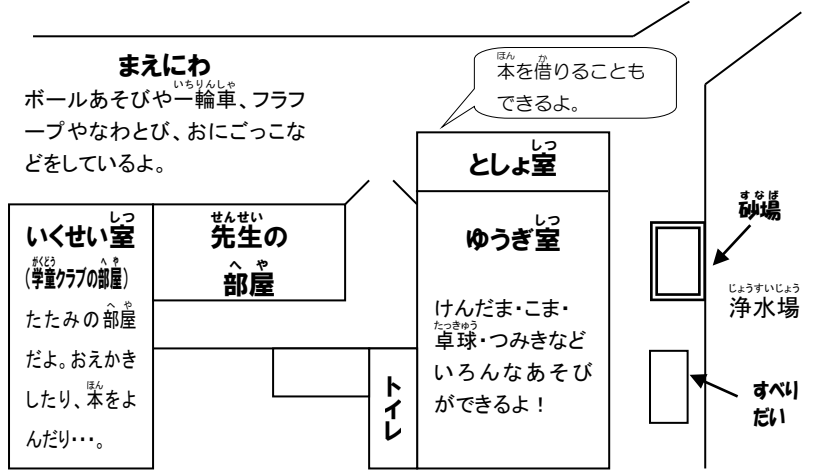 まえにわ
ボールあそびや一輪車、フラフ
ープやなわとび、おにごっこな
どをしているよ。
本を借りることも
できるよ。
としょ室
いくせい室
(学童クラブの部屋)
たたみの部屋
だよ。おえかき
したり、本をよ
んだり・・・。
先生の
部屋
ゆうぎ室
けんだま・こま・
卓球・つみきなど
いろんなあそび
ができるよ！
トイレ
砂場
浄水場
すべり
だい